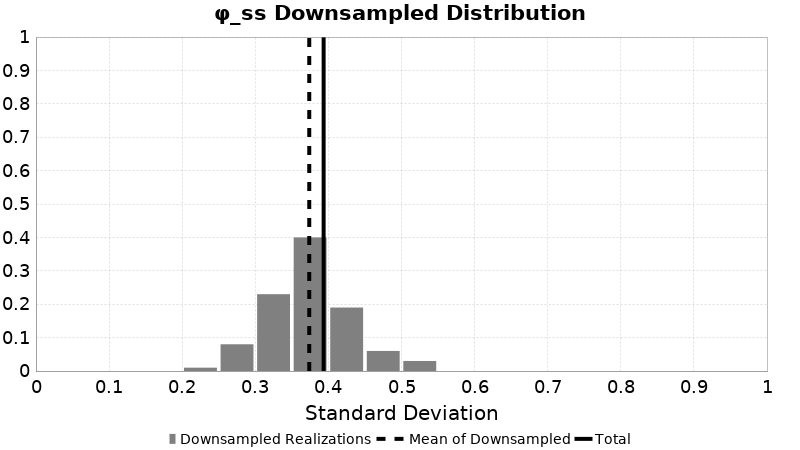 φ_ss Downsampled Distribution
1
0.9
0.8
0.7
0.6
0.5
0.4
0.3
0.2
0.1
0
0 0.1 0.2 0.3 0.4 0.5 0.6 0.7 0.8 0.9 1
Standard Deviation
Downsampled Realizations Mean of Downsampled Total